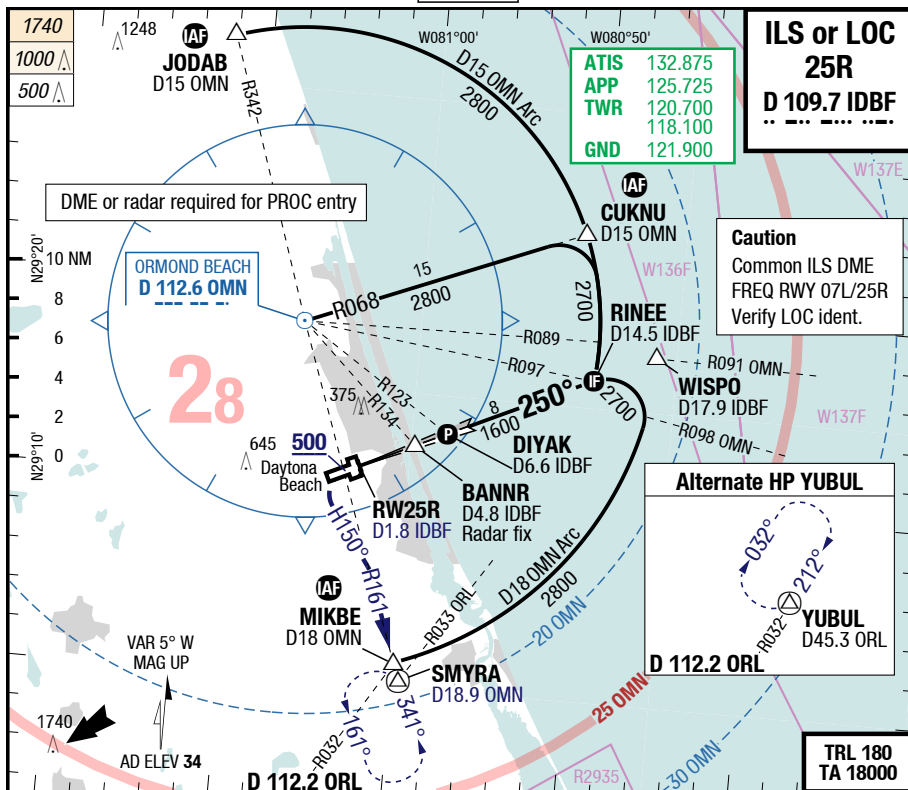 1740
1000
500
1248
IAF
JODAB
D15 OMN
R342
W081°00'
W080°50'
D15 OMN Arc
2800
ATIS 132.875
APP 125.725
TWR 120.700
118.100
GND 121.900
ILS or LOC
25R
D 109.7 IDBF
W137E
DME or radar required for PROC entry
IAF
CUKNU
D15 OMN
Caution
Common ILS DME
FREQ RWY 07L/25R
Verify LOC ident.
N29°20'
10 NM
8
6
4
2
0
N29°10'
ORMOND BEACH
D 112.6 OMN
15
2800
R068
W136F
2700
RINEE
D14.5 IDBF
R089
R097
R091 OMN
WISPO
D17.9 IDBF
28
375
R123
R134
8
250°
1600
IF
2700
W137F
R098 OMN
645
500
Daytona
Beach
P
DIYAK
D6.6 IDBF
RW25R
D1.8 IDBF
BANNR
D4.8 IDBF
Radar fix
Alternate HP YUBUL
032°
212°
YUBUL
D45.3 ORL
R032
D 112.2 ORL
H150°
R161
IAF
MIKBE
D18 OMN
R033 ORL
D18 OMN Arc
2800
20 OMN
SMYRA
D18.9 OMN
VAR 5° W
MAG UP
1740
AD ELEV 34
161°
341°
R032
D 112.2 ORL
25 OMN
30 OMN
R2935
TRL 180
TA 18000